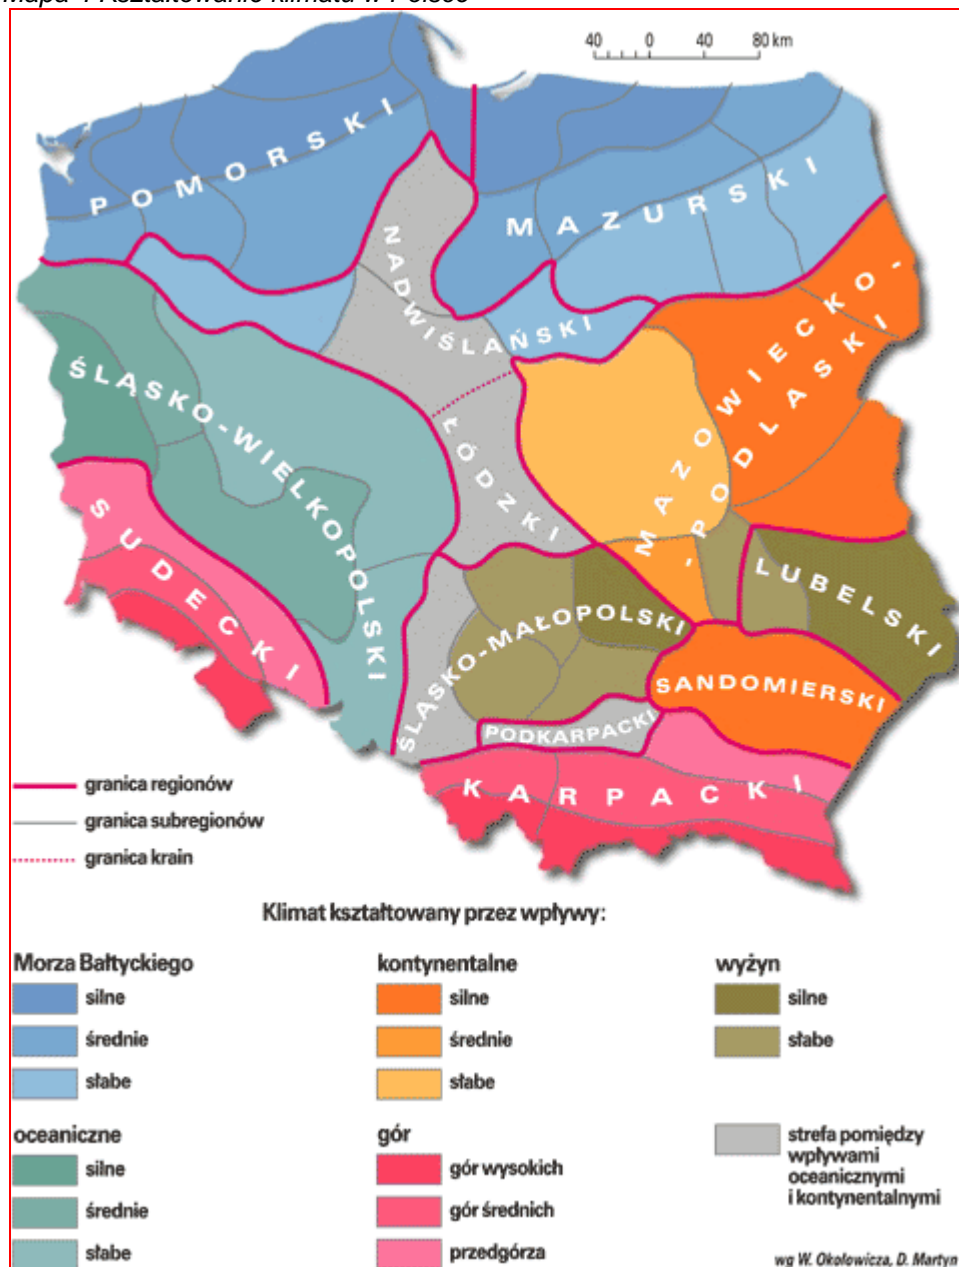 Mapa 4 Kształtowanie klimatu w Polsce
40 0 40 80 km
POMORSKI
MAZURSKI
NADWIŚLAŃSKI
MAZOWIECKO-
-PODLASKI
ŚLĄSKO-WIELKOPOLSKI
ŁÓDZKI
SUDECKI
LUBELSKI
ŚLĄSKO-MAŁOPOLSKI
SANDOMIERSKI
PODKARPACKI
KARPACKI
granica regionów
granica subregionów
granica krain
Klimat kształtowany przez wpływy:
Morza Bałtyckiego
silne
średnie
słabe
kontynentalne
silne
średnie
słabe
wyżyn
silne
słabe
oceaniczne
silne
średnie
słabe
gór
gór wysokich
gór średnich
przedgórza
strefa pomiędzy
wpływami
oceanicznymi
i kontynentalnymi
wg W. Okołowicza, D. Martyn